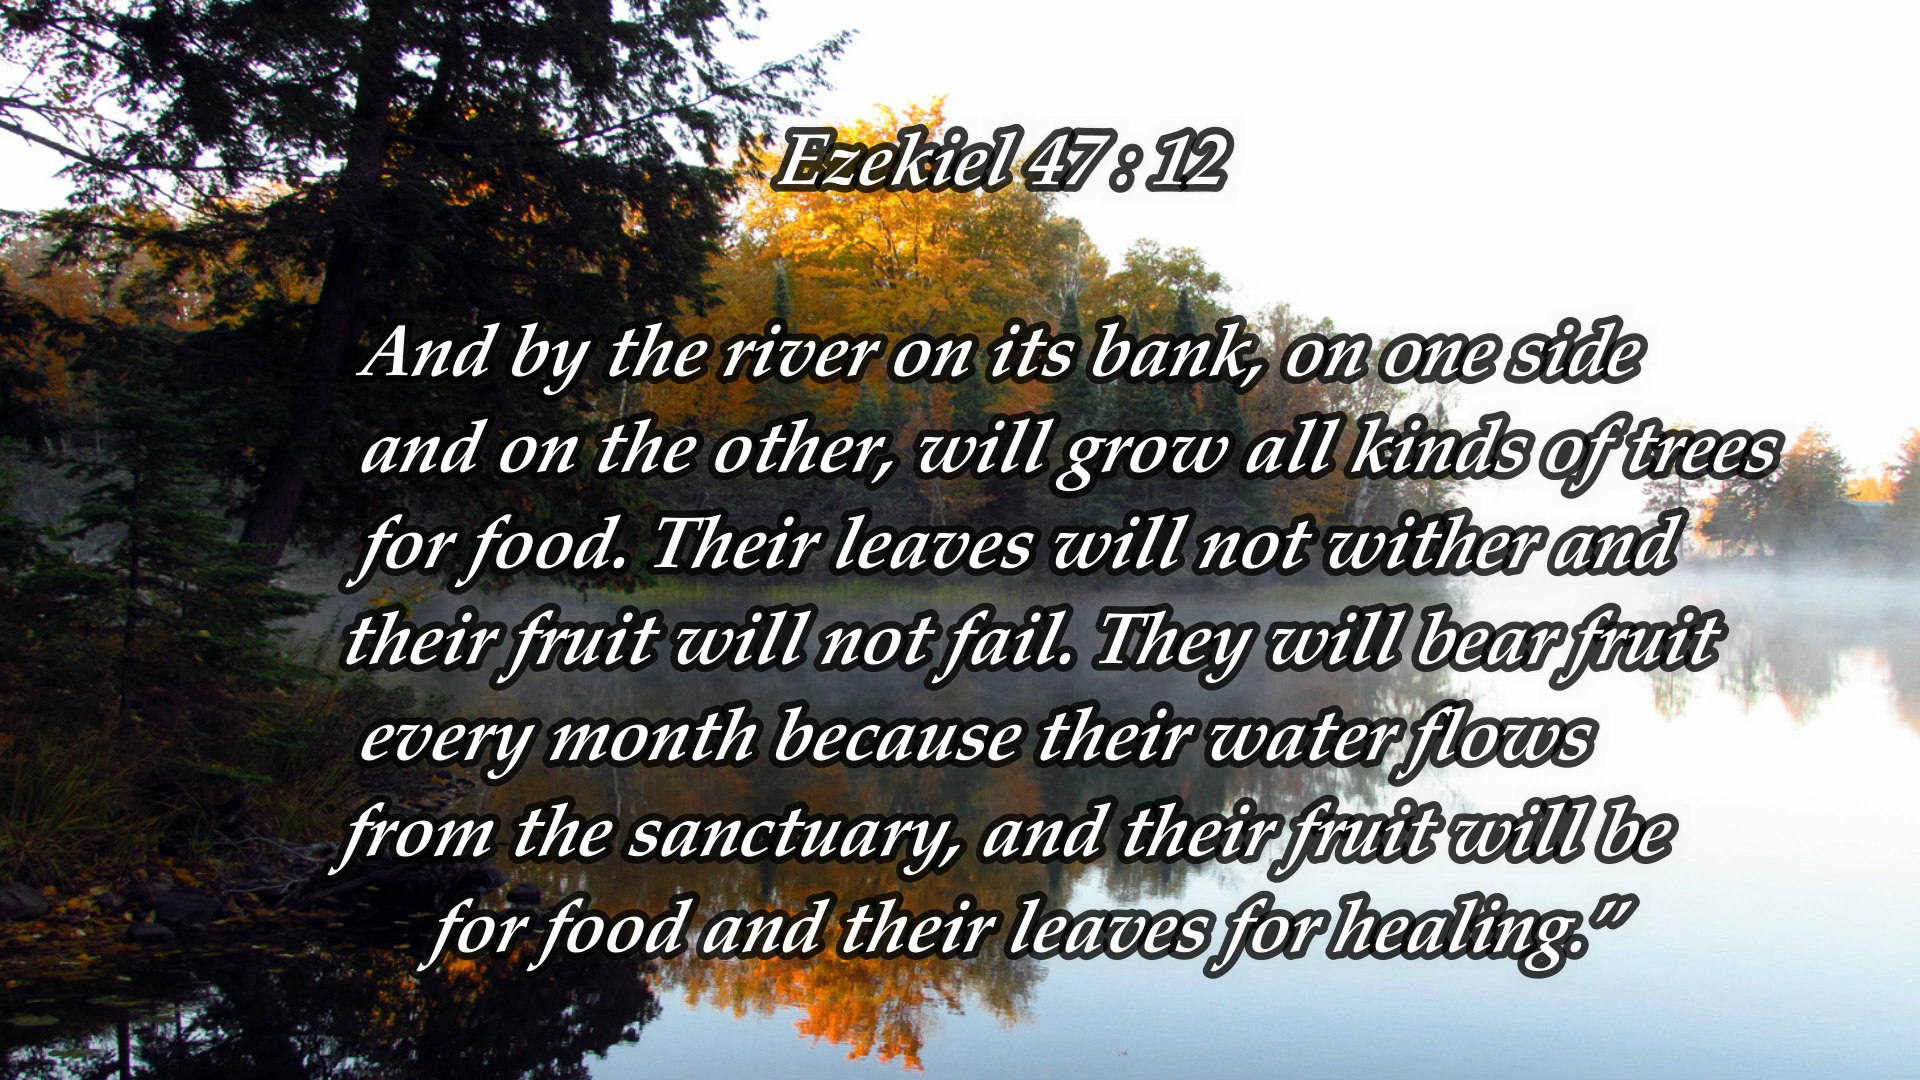 Ezekiel 47 : 12
And by the river on its bank, on one side
and on the other, will grow all kinds of trees
for food. Their leaves will not wither and
their fruit will not fail. They will bear fruit
every month because their water flows
from the sanctuary, and their fruit will be
for food and their leaves for healing.”